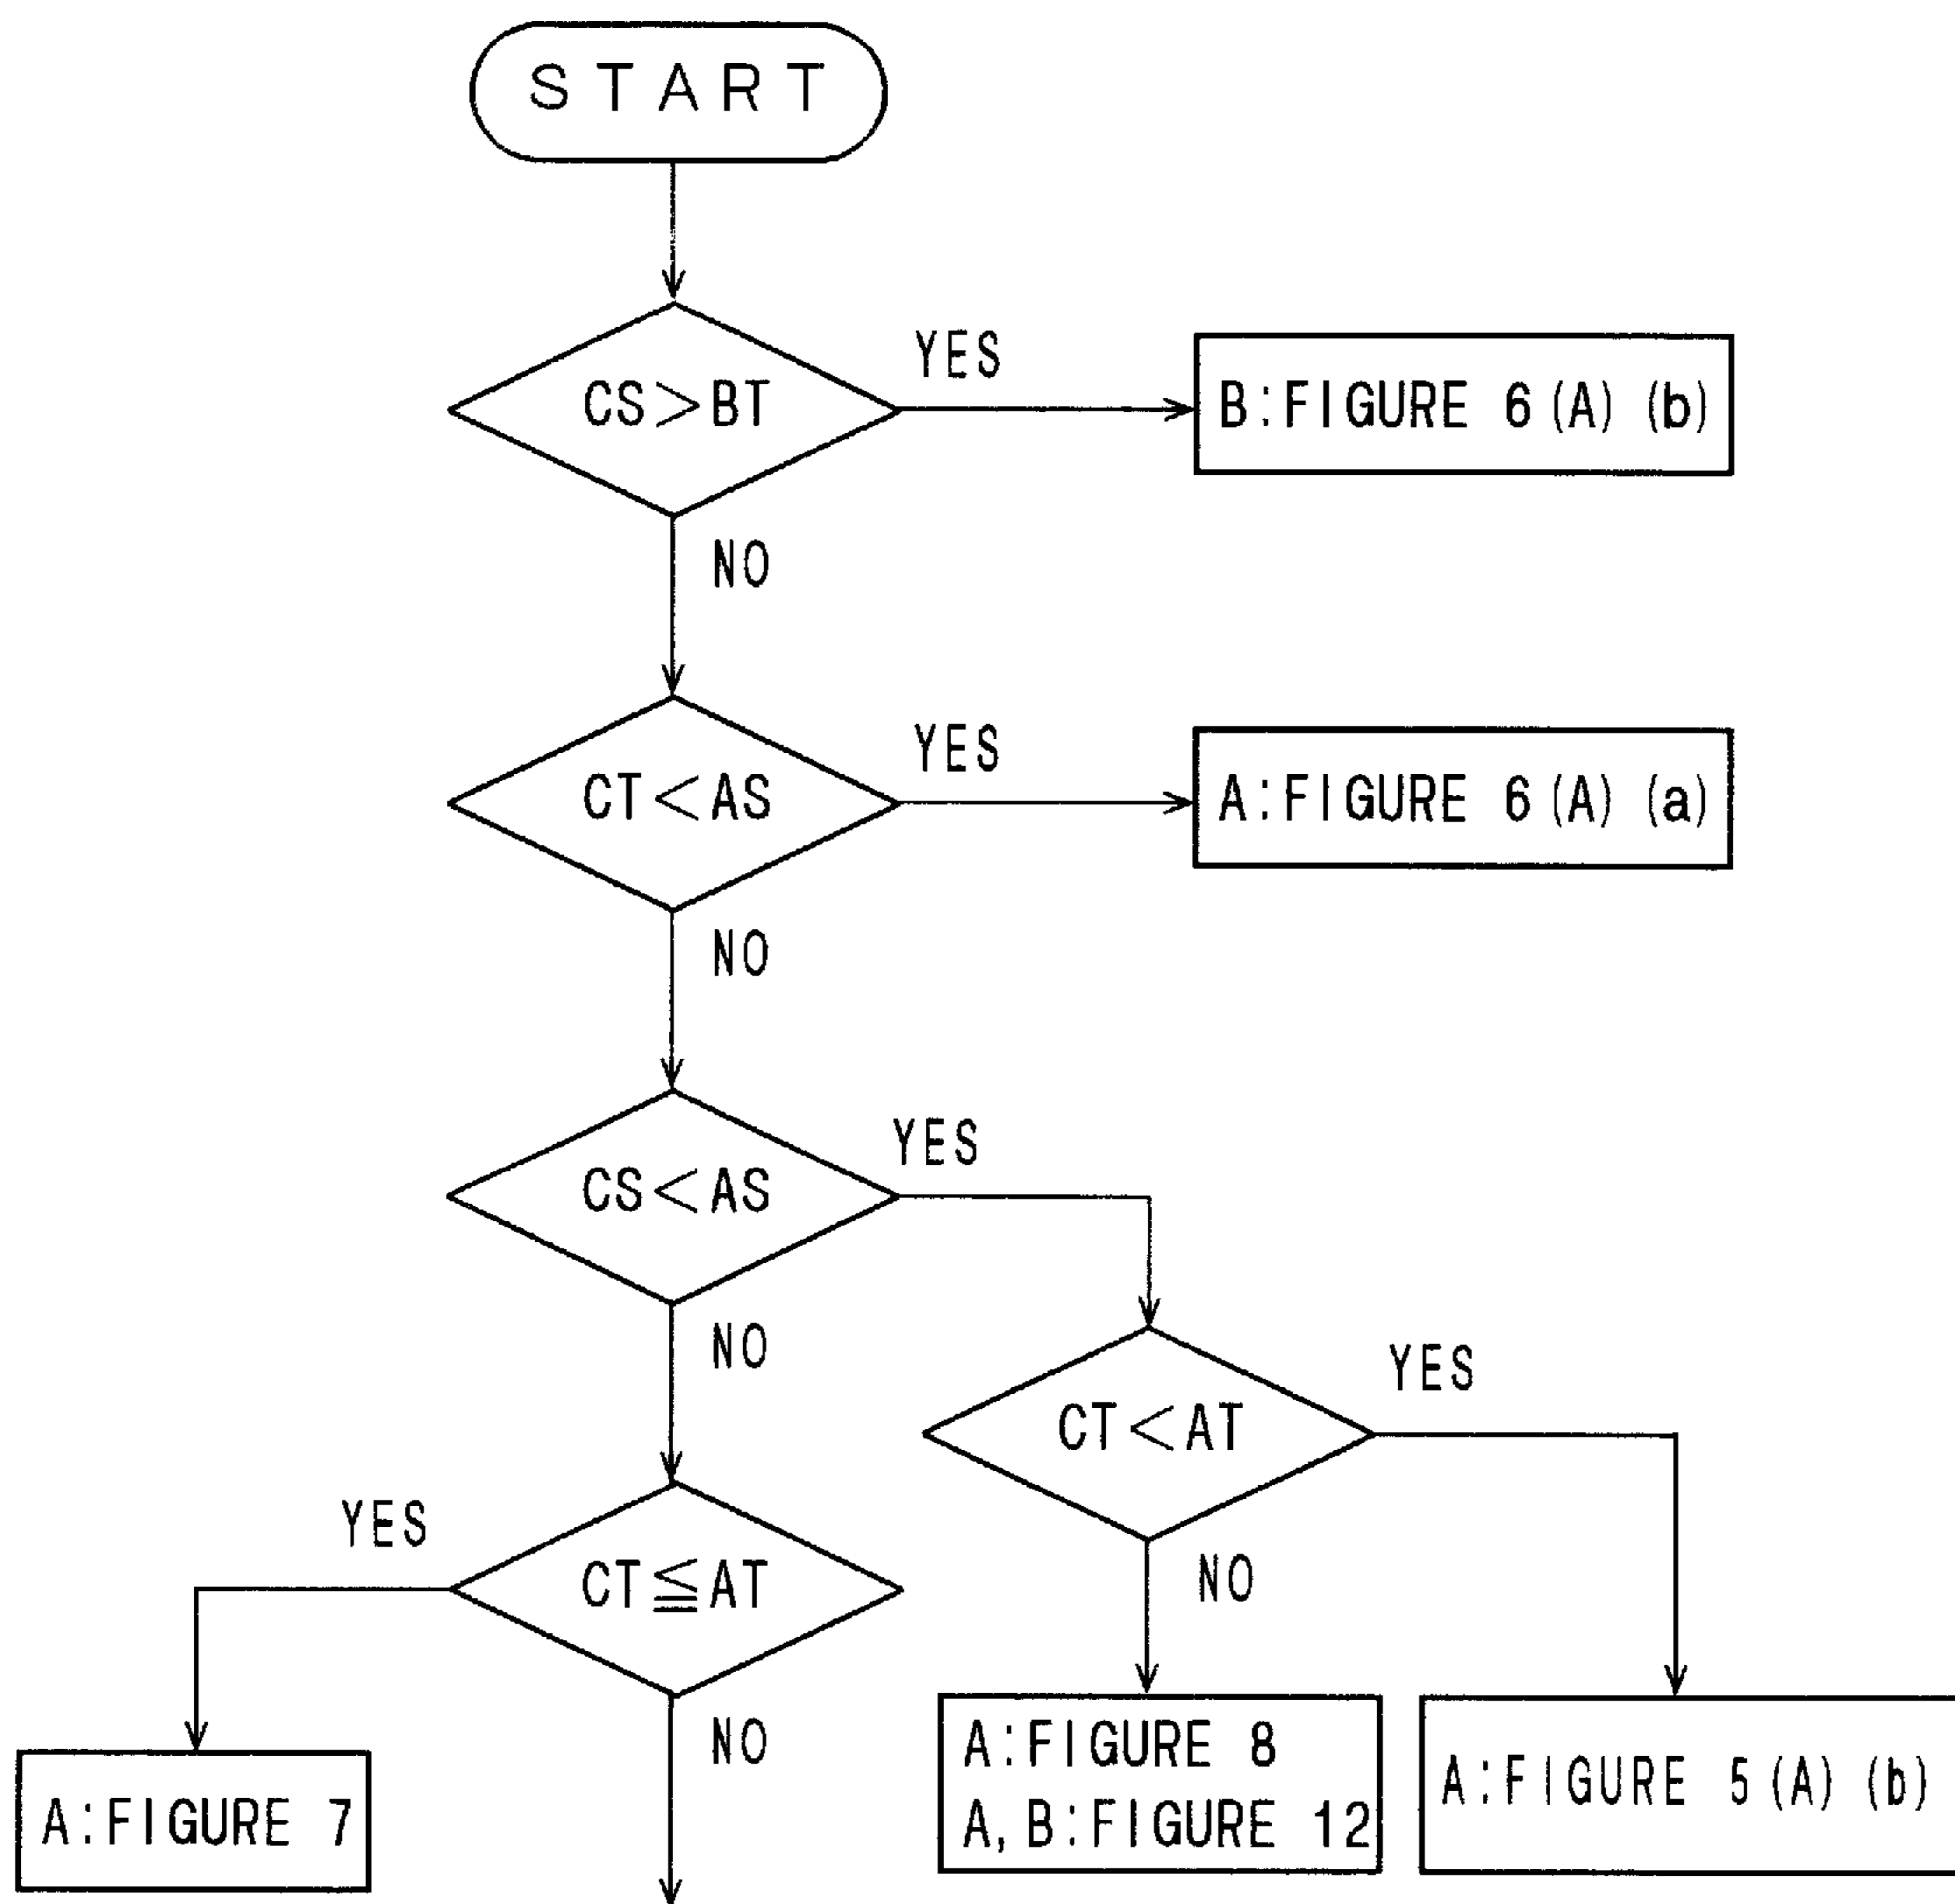 START
CS>BT
YES
B:FIGURE 6(A)(b)
NO
CT<AS
YES
A:FIGURE 6(A)(a)
NO
CS<AS
YES
NO
CT<AT
YES
NO
CT≦AT
YES
NO
A:FIGURE 7
A:FIGURE 8
A,B:FIGURE 12
A:FIGURE 5(A)(b)